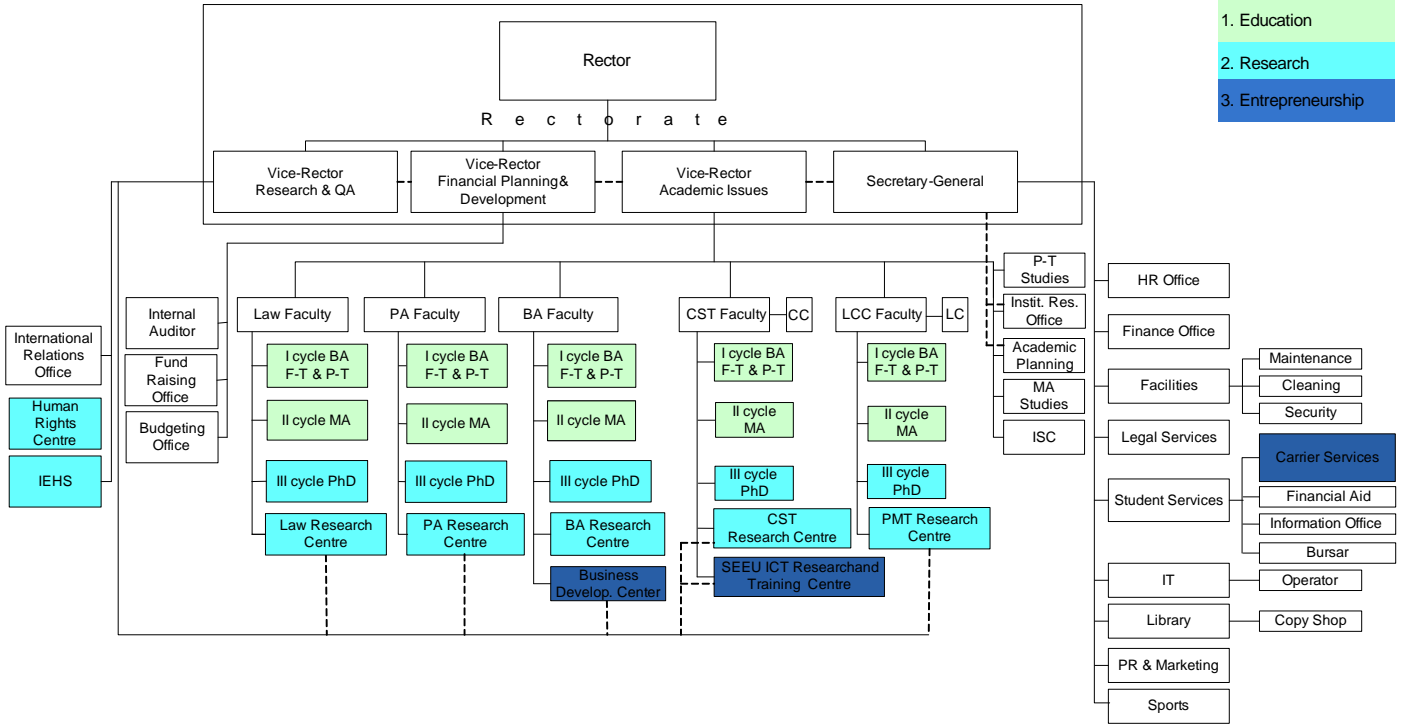 1. Education
2. Research
3. Entrepreneurship
Rector
R e c t o r a t e
Vice-Rector
Research & QA
Vice-Rector
Financial Planning&
Development
Vice-Rector
Academic Issues
Secretary-General
International
Relations
Office
Human
Rights
Centre
IEHS
Internal
Auditor
Fund
Raising
Office
Budgeting
Office
Law Faculty
I cycle BA
F-T & P-T
II cycle MA
III cycle PhD
Law Research
Centre
PA Faculty
I cycle BA
F-T & P-T
II cycle MA
III cycle PhD
PA Research
Centre
BA Faculty
I cycle BA
F-T & P-T
II cycle MA
III cycle PhD
BA Research
Centre
Business
Develop. Center
CST Faculty
CC
I cycle BA
F-T & P-T
II cycle
MA
III cycle
PhD
CST
Research Centre
SEEU ICT Researchand
Training Centre
LCC Faculty
LC
I cycle BA
F-T & P-T
II cycle
MA
III cycle
PhD
PMT Research
Centre
P-T
Studies
Instit. Res.
Office
Academic
Planning
MA
Studies
ISC
HR Office
Finance Office
Facilities
Maintenance
Cleaning
Security
Legal Services
Student Services
Carrier Services
Financial Aid
Information Office
Bursar
IT
Operator
Library
Copy Shop
PR & Marketing
Sports